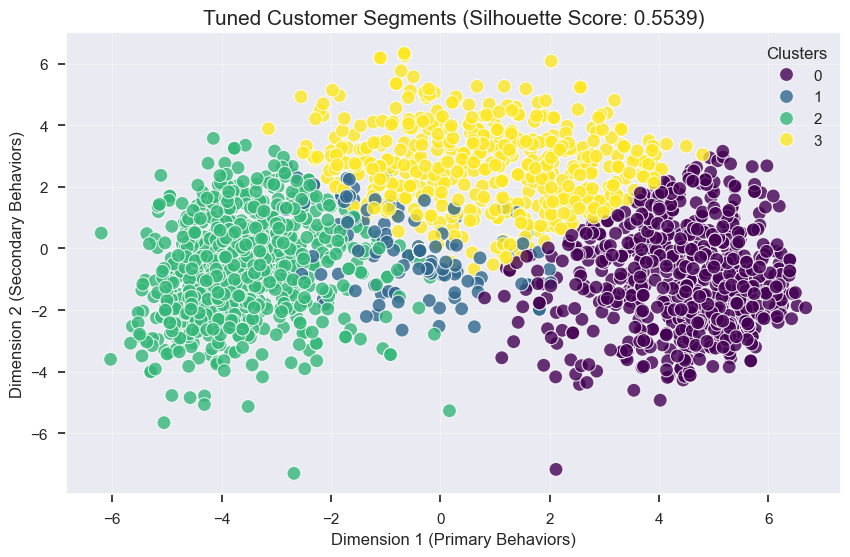 Tuned Customer Segments (Silhouette Score: 0.5539)
Clusters
0
1
2
3
6
4
2
0
−2
−4
−6
Dimension 2 (Secondary Behaviors)
−6 −4 −2 0 2 4 6
Dimension 1 (Primary Behaviors)